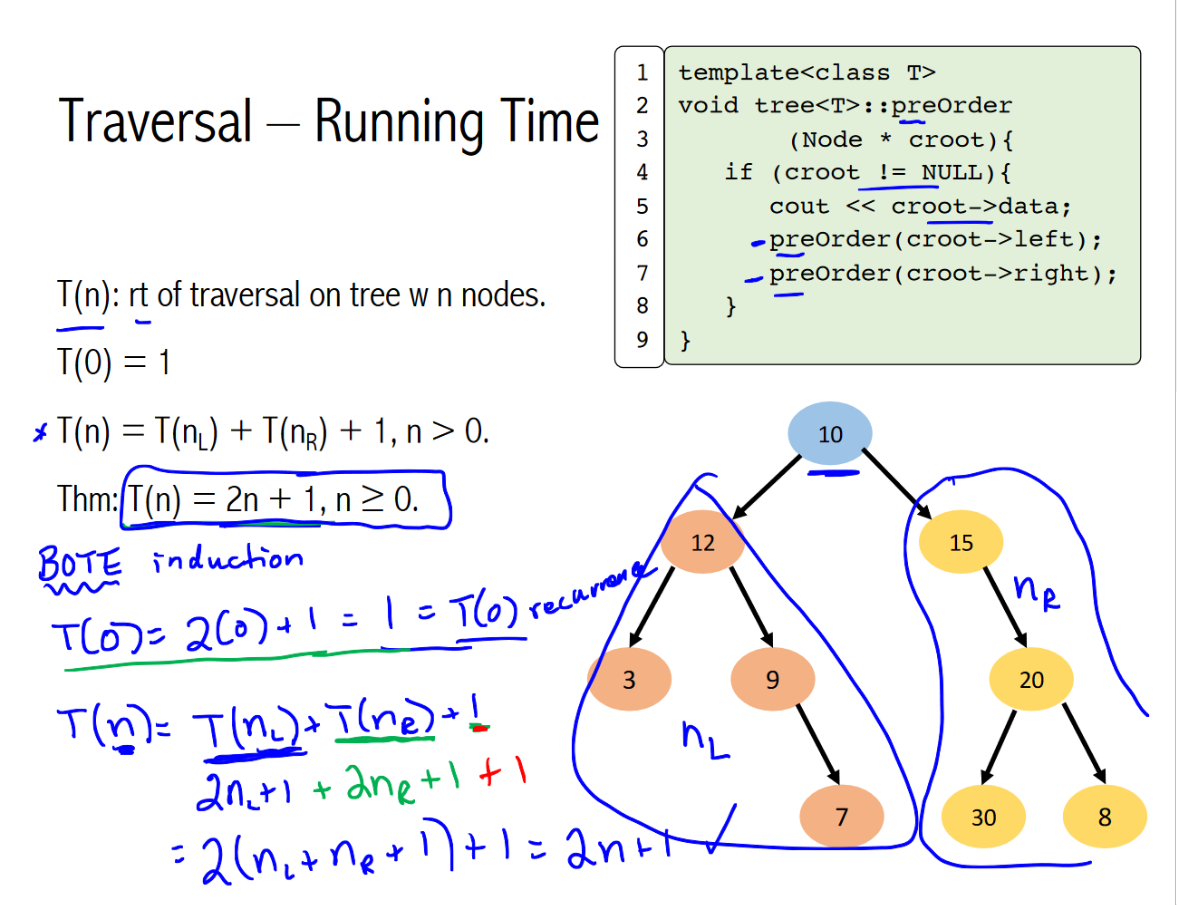 Traversal – Running Time
1 template<class T>
2 void tree<T>::preOrder
3 (Node * croot){
4 if (croot != NULL){
5 cout << croot->data;
6 preOrder(croot->left);
7 preOrder(croot->right);
8 }
9 }
T(n): rt of traversal on tree w n nodes.
T(0) = 1
* T(n) = T(n_L) + T(n_R) + 1, n > 0.
Thm: T(n) = 2n + 1, n ≥ 0.
BOTE induction
T(0) = 2(0)+1 = 1 = T(0) recurrence
T(n) = T(n_L) + T(n_R) + 1
2n_L+1 + 2n_R+1 + 1
= 2(n_L + n_R + 1) + 1 = 2n+1 ✓
10
12
15
n_R
3
9
20
n_L
7
30
8